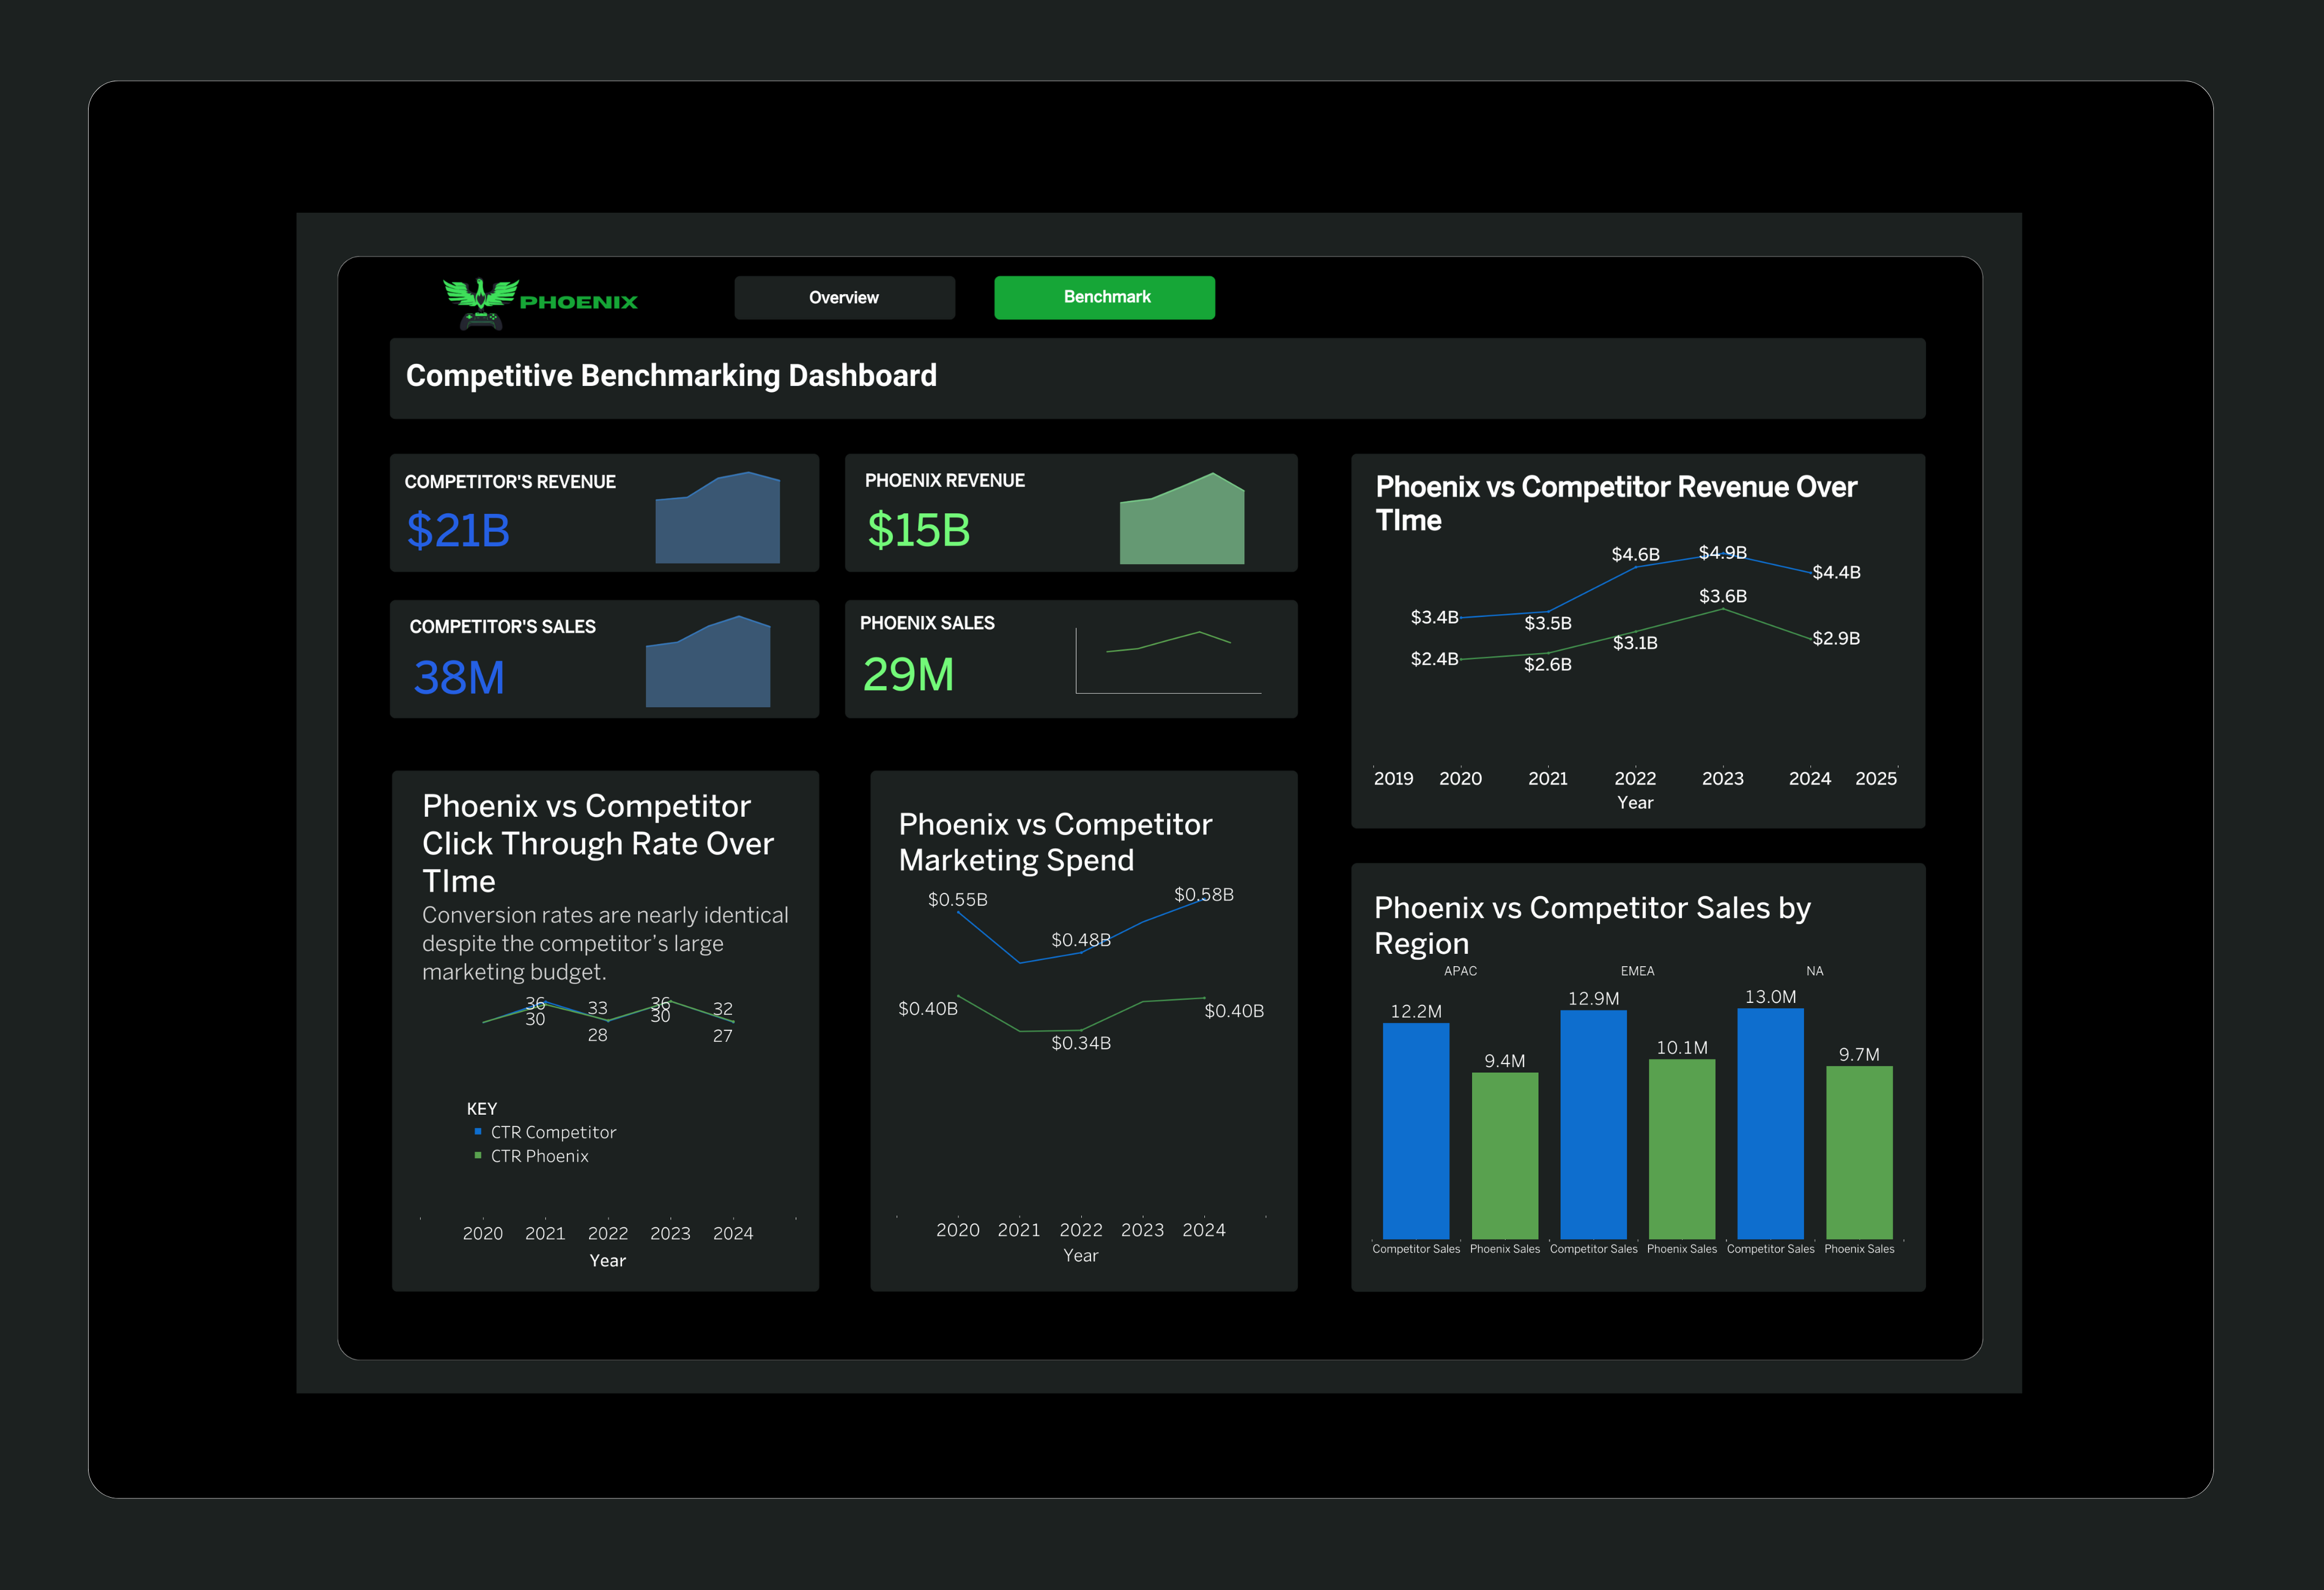 PHOENIX
Overview
Benchmark
Competitive Benchmarking Dashboard
COMPETITOR'S REVENUE
$21B
PHOENIX REVENUE
$15B
COMPETITOR'S SALES
38M
PHOENIX SALES
29M
Phoenix vs Competitor Revenue Over
TIme
$4.6B
$4.9B
$4.4B
$3.4B
$3.5B
$3.6B
$3.1B
$2.9B
$2.4B
$2.6B
2019 2020 2021 2022 2023 2024 2025
Year
Phoenix vs Competitor
Click Through Rate Over
TIme
Conversion rates are nearly identical
despite the competitor’s large
marketing budget.
36 33 36 32
30 28 30 27
KEY
CTR Competitor
CTR Phoenix
2020 2021 2022 2023 2024
Year
Phoenix vs Competitor
Marketing Spend
$0.55B
$0.58B
$0.48B
$0.40B
$0.40B
$0.34B
2020 2021 2022 2023 2024
Year
Phoenix vs Competitor Sales by
Region
APAC EMEA NA
12.2M 9.4M 12.9M 10.1M 13.0M 9.7M
Competitor Sales Phoenix Sales Competitor Sales Phoenix Sales Competitor Sales Phoenix Sales